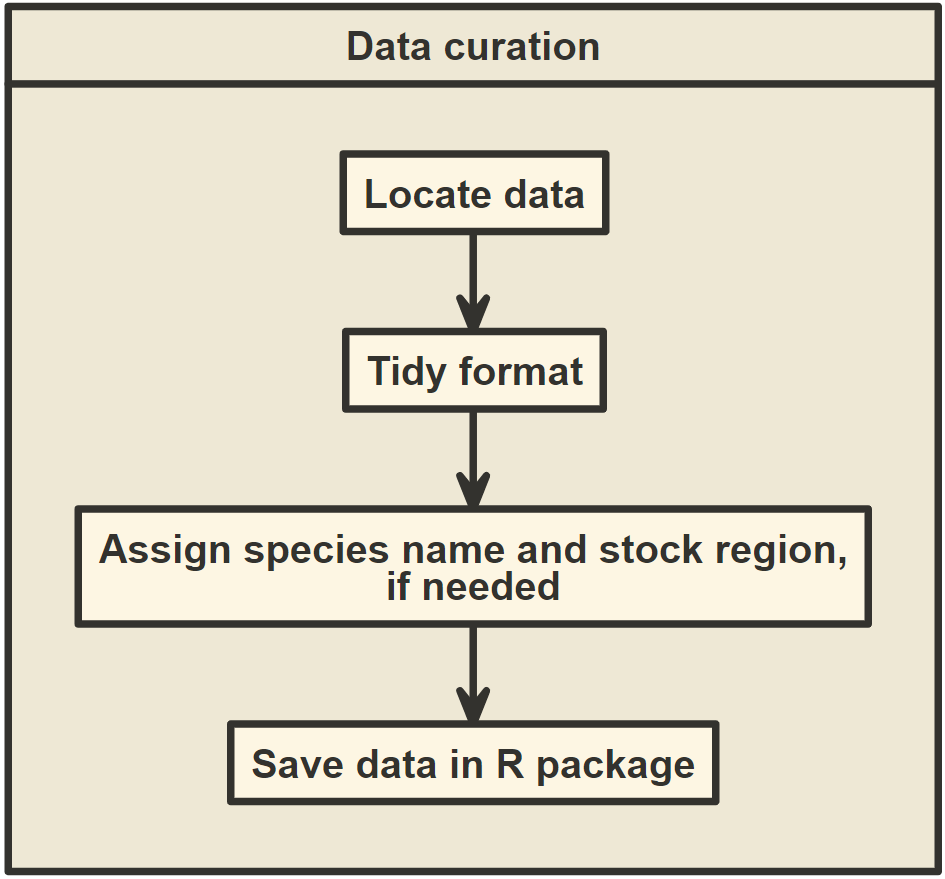 Data curation
Locate data
Tidy format
Assign species name and stock region,
if needed
Save data in R package